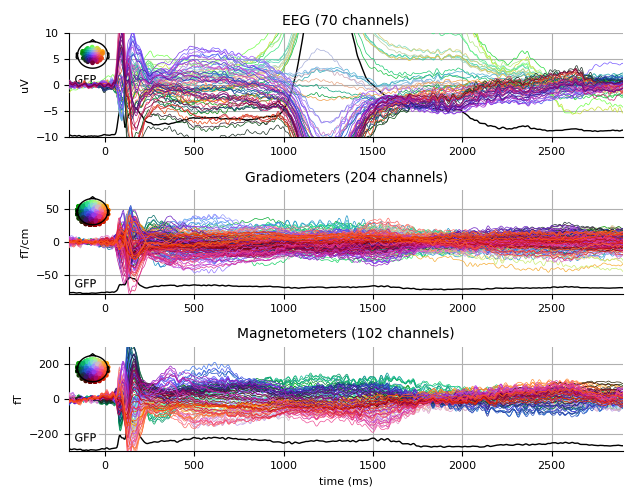 EEG (70 channels)
10
5
0
−5
−10
uV
GFP
0 500 1000 1500 2000 2500
Gradiometers (204 channels)
50
0
−50
fT/cm
GFP
0 500 1000 1500 2000 2500
Magnetometers (102 channels)
200
0
−200
fT
GFP
0 500 1000 1500 2000 2500
time (ms)